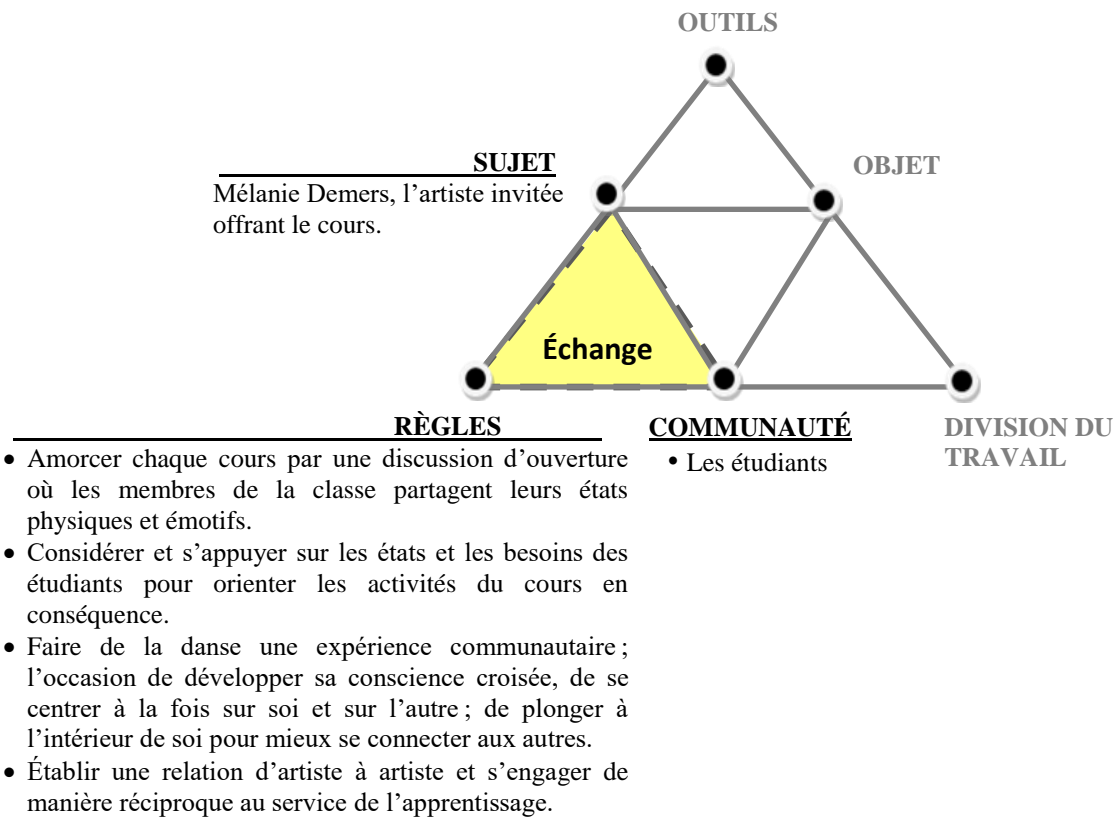 OUTILS
SUJET
OBJET
Mélanie Demers, l’artiste invitée
offrant le cours.
Échange
RÈGLES
COMMUNAUTÉ
DIVISION DU
TRAVAIL
• Amorcer chaque cours par une discussion d’ouverture
où les membres de la classe partagent leurs états
physiques et émotifs.
• Considérer et s’appuyer sur les états et les besoins des
étudiants pour orienter les activités du cours en
conséquence.
• Faire de la danse une expérience communautaire ;
l’occasion de développer sa conscience croisée, de se
centrer à la fois sur soi et sur l’autre ; de plonger à
l’intérieur de soi pour mieux se connecter aux autres.
• Établir une relation d’artiste à artiste et s’engager de
manière réciproque au service de l’apprentissage.
• Les étudiants